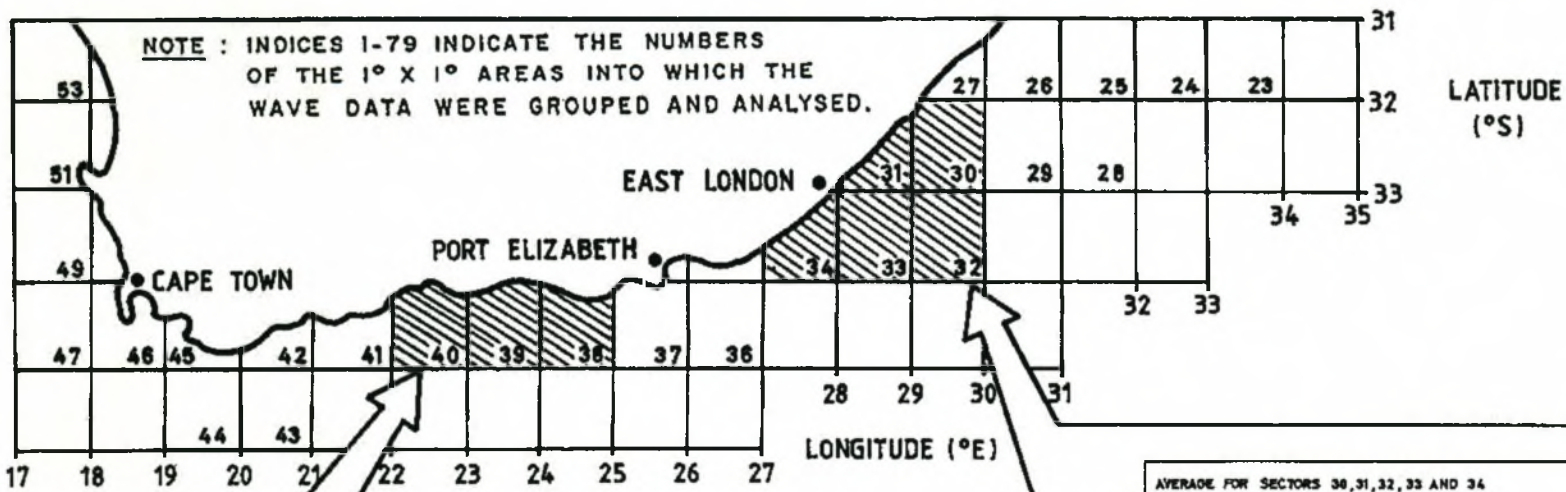 NOTE : INDICES 1-79 INDICATE THE NUMBERS
OF THE 1° X 1° AREAS INTO WHICH THE
WAVE DATA WERE GROUPED AND ANALYSED.
31
53 27 26 25 24 23
32
LATITUDE
(°S)
51 EAST LONDON 31 30 29 28
33
34 35
PORT ELIZABETH
49 CAPE TOWN 34 33 32
32 33
47 46 45 42 41 40 39 38 37 36
28 29 30 31
44 43
LONGITUDE (°E)
17 18 19 20 21 22 23 24 25 26 27
AVERAGE FOR SECTORS 30,31,32,33 AND 34